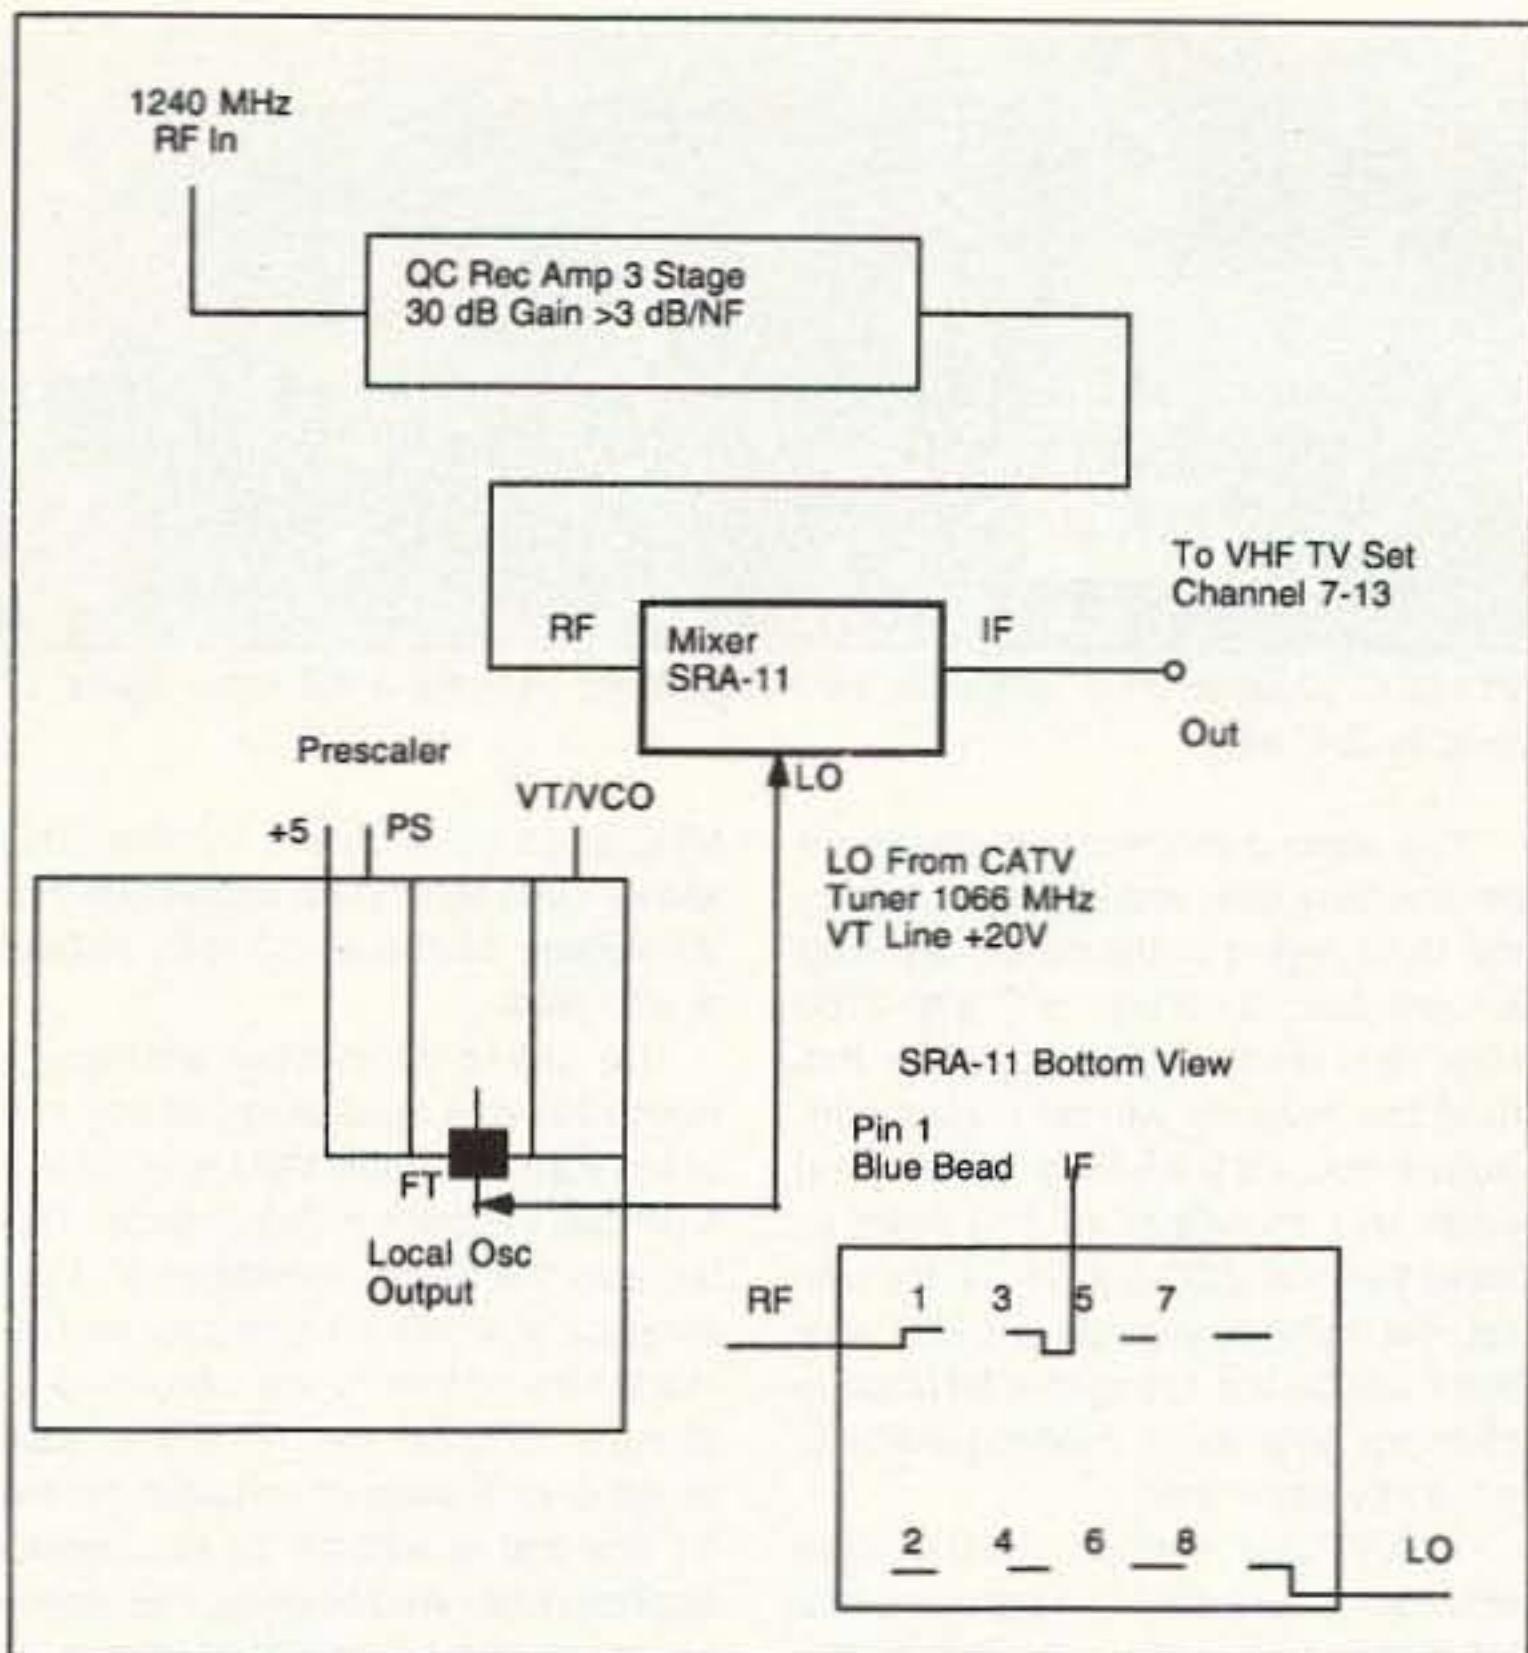 1240 MHz
RF In
QC Rec Amp 3 Stage
30 dB Gain >3 dB/NF
To VHF TV Set
Channel 7-13
RF
Mixer
SRA-11
IF
Out
LO
Prescaler
+5
PS
VT/VCO
LO From CATV
Tuner 1066 MHz
VT Line +20V
FT
Local Osc
Output
SRA-11 Bottom View
Pin 1
Blue Bead
IF
RF
1 3 5 7
2 4 6 8
LO